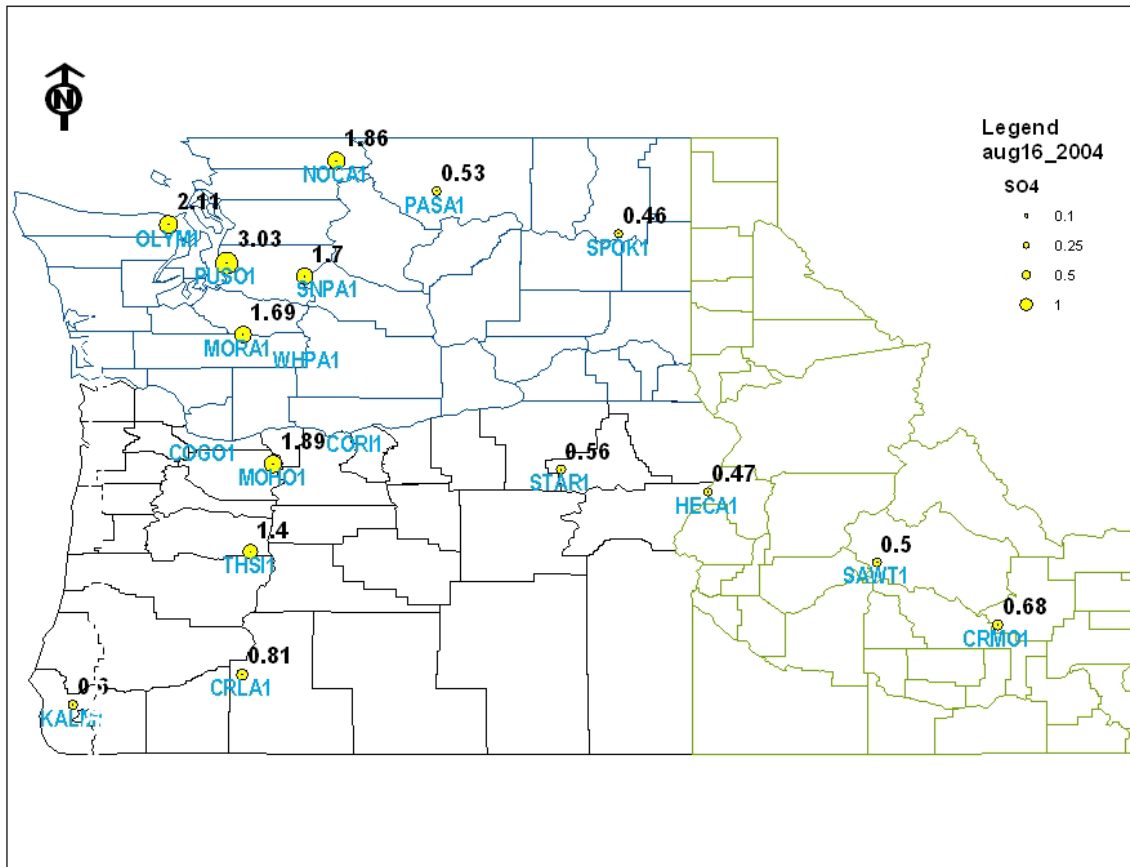 N
Legend
aug16_2004
SO4
0.1
0.25
0.5
1
1.86
NOCA1
0.53
PASA1
2.11
OLYM1
0.46
SPOK1
3.03
PUSO1
1.7
SNPA1
1.69
MORA1
WHPA1
1.89
COGO1
CORI1
MOHO1
0.56
STAR1
0.47
HECA1
1.4
THSI1
0.5
SAWT1
0.68
CRMO1
0.81
CRLA1
0.6